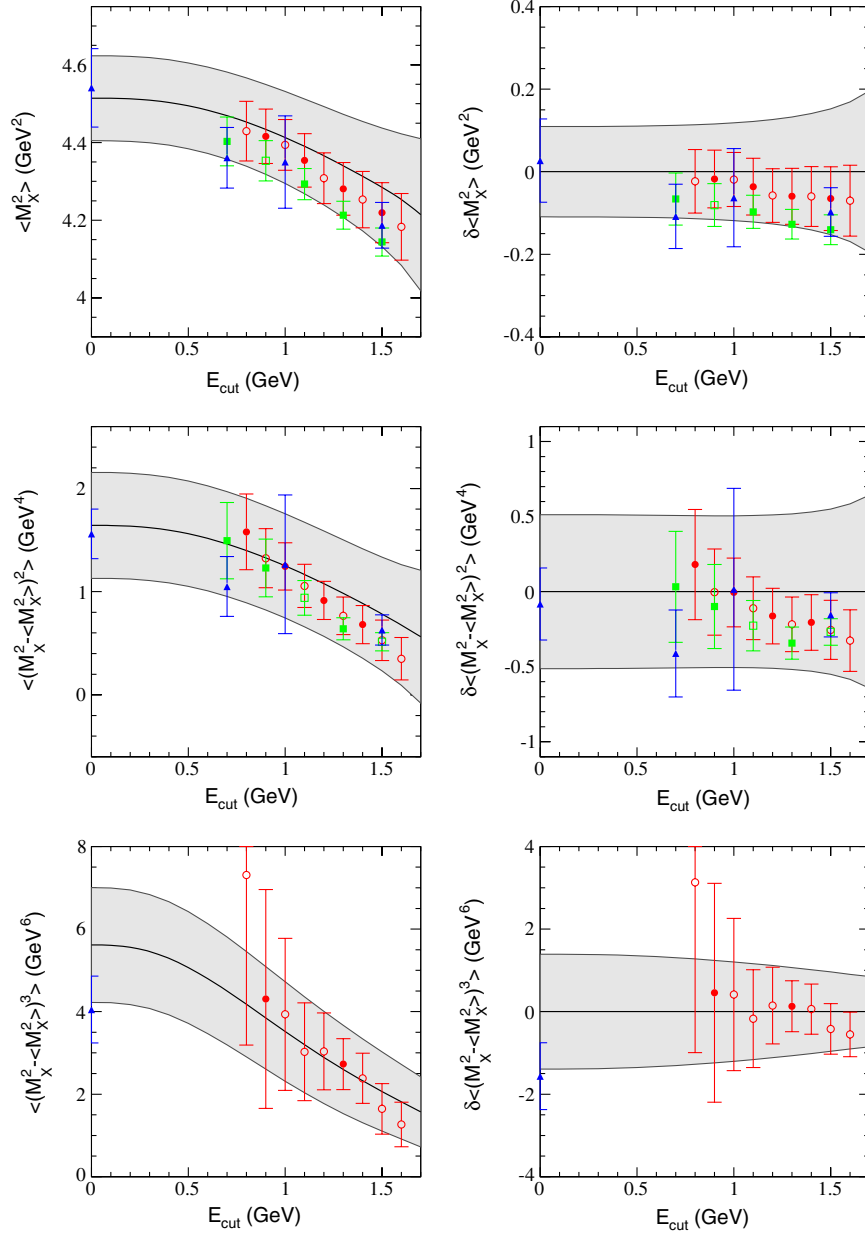 4.6
4.4
4.2
4
<M_X^2> (GeV^2)
0 0.5 1 1.5
E_cut (GeV)
0.4
0.2
0
-0.2
-0.4
δ<M_X^2> (GeV^2)
0 0.5 1 1.5
E_cut (GeV)
2
1
0
<(M_X^2-<M_X^2>)^2> (GeV^4)
0 0.5 1 1.5
E_cut (GeV)
1
0.5
0
-0.5
-1
δ<(M_X^2-<M_X^2>)^2> (GeV^4)
0 0.5 1 1.5
E_cut (GeV)
8
6
4
2
0
<(M_X^2-<M_X^2>)^3> (GeV^6)
0 0.5 1 1.5
E_cut (GeV)
4
2
0
-2
-4
δ<(M_X^2-<M_X^2>)^3> (GeV^6)
0 0.5 1 1.5
E_cut (GeV)